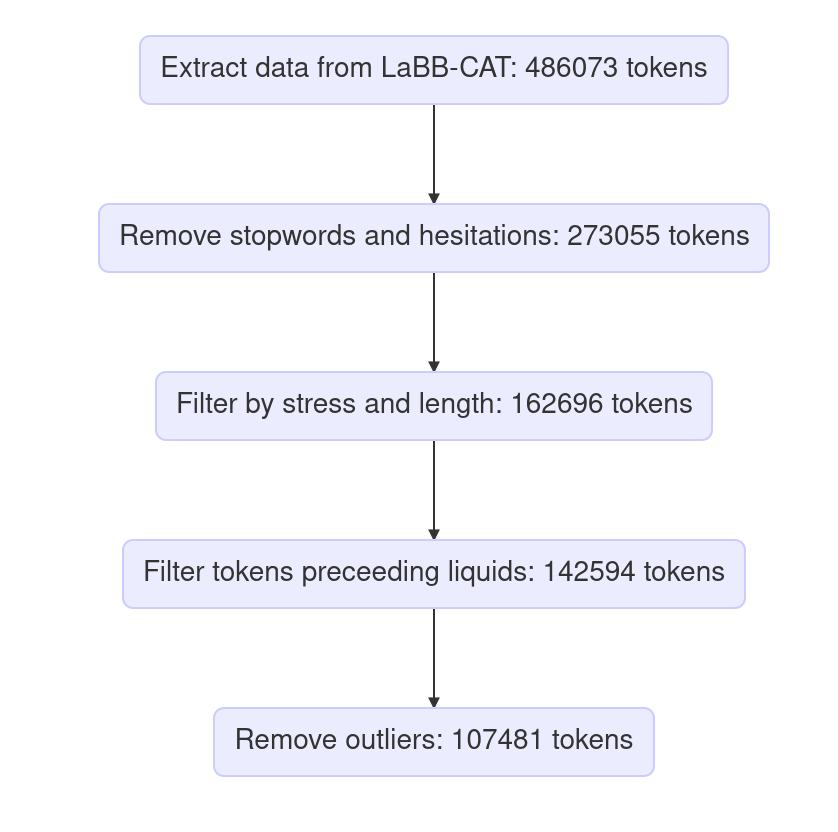 Extract data from LaBB-CAT: 486073 tokens
Remove stopwords and hesitations: 273055 tokens
Filter by stress and length: 162696 tokens
Filter tokens preceeding liquids: 142594 tokens
Remove outliers: 107481 tokens